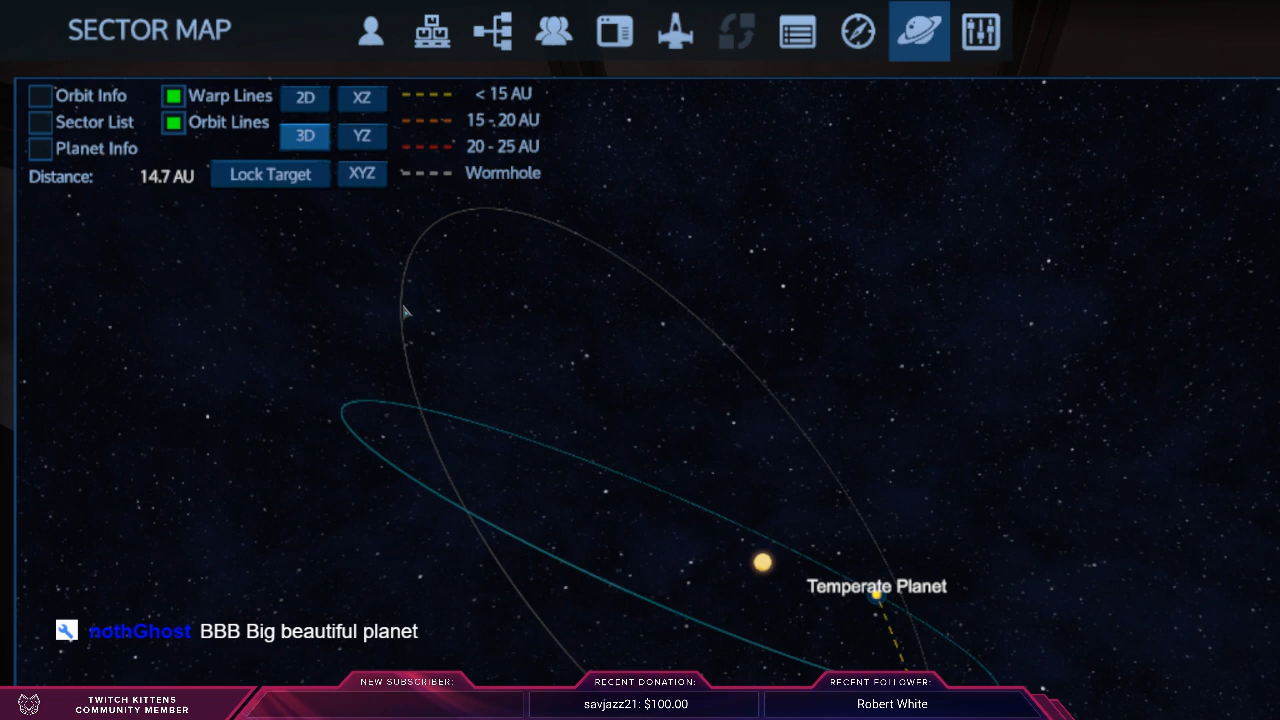 SECTOR MAP
Orbit Info
Warp Lines
2D
XZ
< 15 AU
Sector List
Orbit Lines
15 - 20 AU
3D
YZ
Planet Info
20 - 25 AU
Distance:
14.7 AU
Lock Target
XYZ
Wormhole
Temperate Planet
nothGhost BBB Big beautiful planet
NEW SUBSCRIBER:
RECENT DONATION:
RECENT FOLLOWER:
TWITCH KITTENS
COMMUNITY MEMBER
savjazz21: $100.00
Robert White